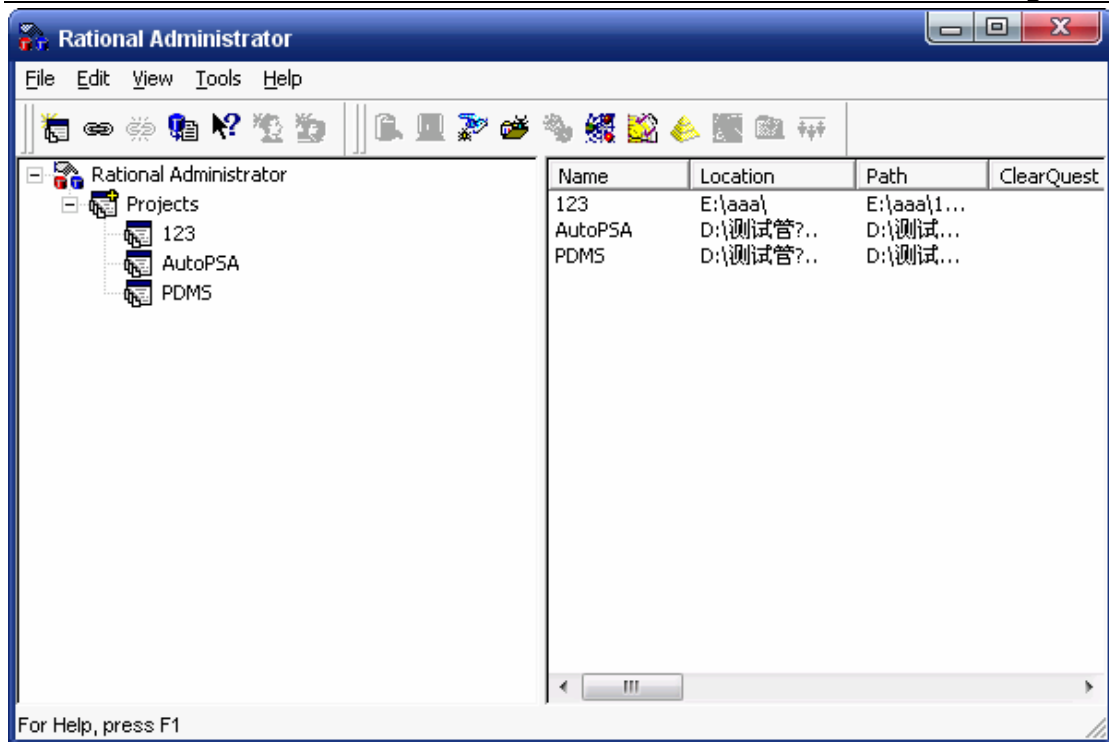 Rational Administrator
File Edit View Tools Help
Rational Administrator
Projects
123
AutoPSA
PDMS
Name Location Path ClearQuest
123 E:\aaa\ E:\aaa\1...
AutoPSA D:\测试管?.. D:\测试...
PDMS D:\测试管?.. D:\测试...
For Help, press F1